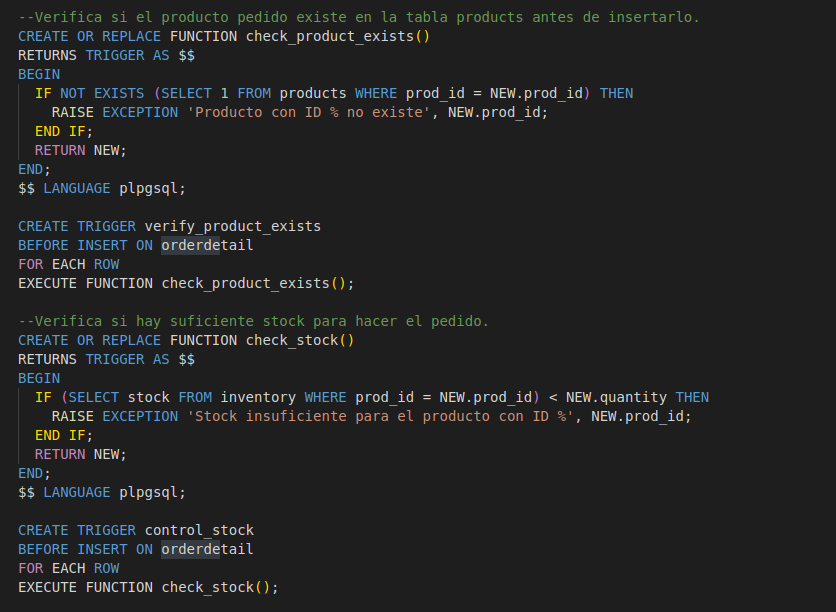 --Verifica si el producto pedido existe en la tabla products antes de insertarlo.
CREATE OR REPLACE FUNCTION check_product_exists()
RETURNS TRIGGER AS $$
BEGIN
  IF NOT EXISTS (SELECT 1 FROM products WHERE prod_id = NEW.prod_id) THEN
    RAISE EXCEPTION 'Producto con ID % no existe', NEW.prod_id;
  END IF;
  RETURN NEW;
END;
$$ LANGUAGE plpgsql;

CREATE TRIGGER verify_product_exists
BEFORE INSERT ON orderdetail
FOR EACH ROW
EXECUTE FUNCTION check_product_exists();

--Verifica si hay suficiente stock para hacer el pedido.
CREATE OR REPLACE FUNCTION check_stock()
RETURNS TRIGGER AS $$
BEGIN
  IF (SELECT stock FROM inventory WHERE prod_id = NEW.prod_id) < NEW.quantity THEN
    RAISE EXCEPTION 'Stock insuficiente para el producto con ID %', NEW.prod_id;
  END IF;
  RETURN NEW;
END;
$$ LANGUAGE plpgsql;

CREATE TRIGGER control_stock
BEFORE INSERT ON orderdetail
FOR EACH ROW
EXECUTE FUNCTION check_stock();